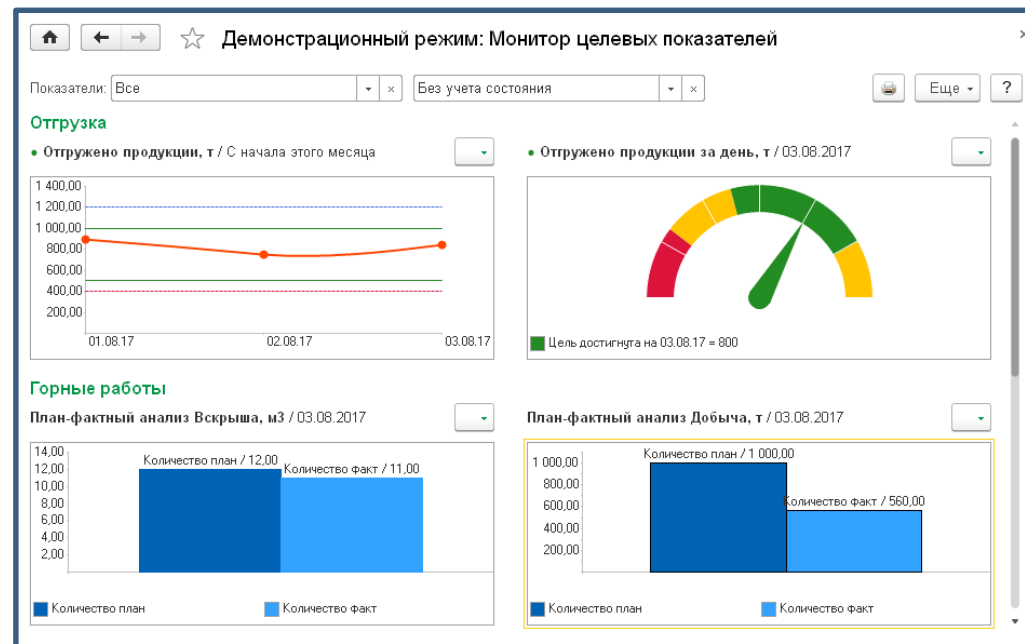 Демонстрационный режим: Монитор целевых показателей
Показатели: Все Без учета состояния Еще ?
Отгрузка
• Отгружено продукции, т / С начала этого месяца
1 400,00
1 200,00
1 000,00
800,00
600,00
400,00
200,00
01.08.17 02.08.17 03.08.17
• Отгружено продукции за день, т / 03.08.2017
Цель достигнута на 03.08.17 = 800
Горные работы
План-фактный анализ Вскрыша, м3 / 03.08.2017
14,00
12,00
10,00
8,00
6,00
4,00
2,00
Количество план / 12,00
Количество факт / 11,00
Количество план Количество факт
План-фактный анализ Добыча, т / 03.08.2017
1 000,00
800,00
600,00
400,00
200,00
Количество план / 1 000,00
Количество факт / 560,00
Количество план Количество факт